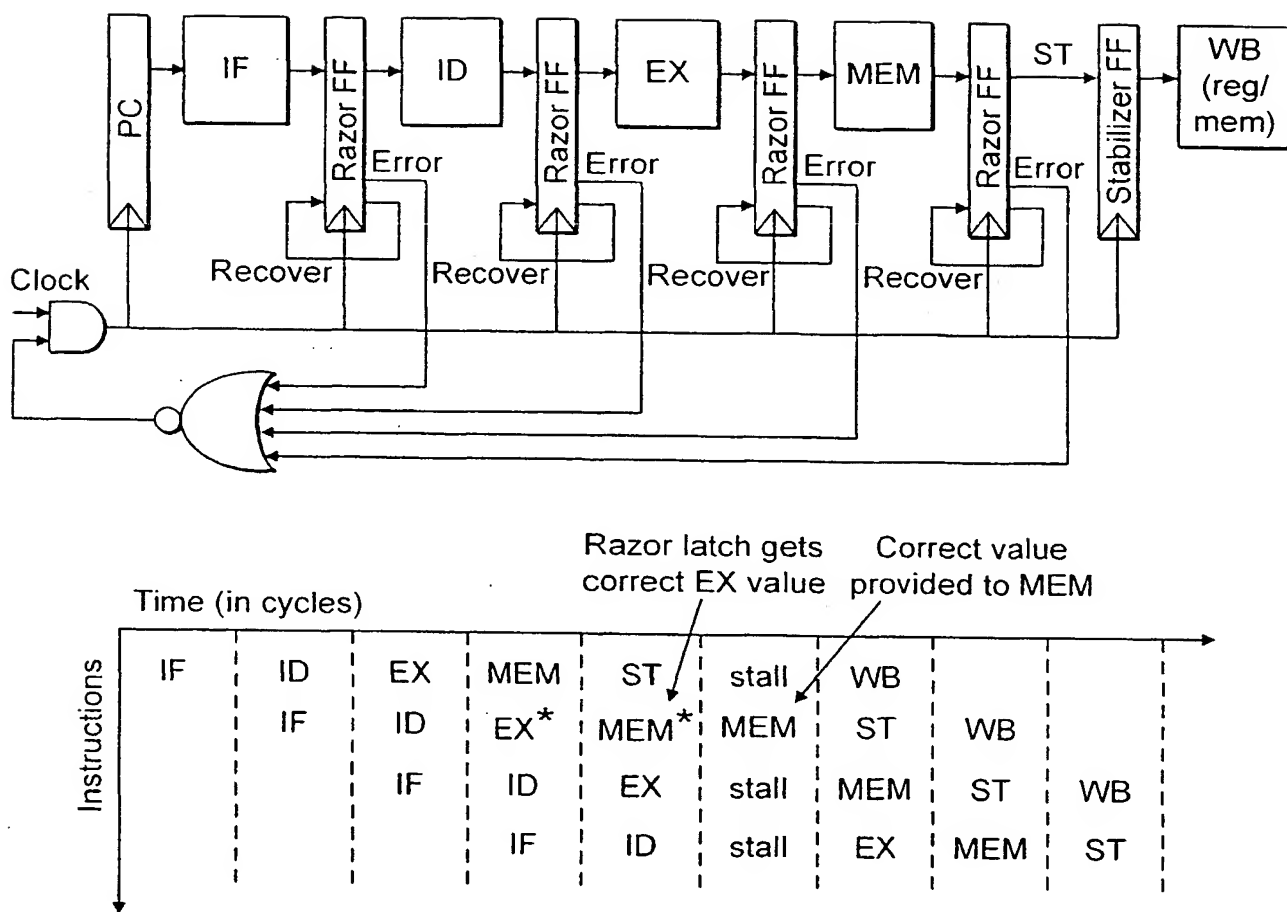 PC
IF
Razor FF
ID
Razor FF
EX
Razor FF
MEM
Razor FF
ST
Stabilizer FF
WB
(reg/
mem)
Error
Error
Error
Error
Recover
Recover
Recover
Recover
Clock
Razor latch gets
correct EX value
Correct value
provided to MEM
Time (in cycles)
Instructions
IF ID EX MEM ST stall WB
IF ID EX* MEM* MEM ST WB
IF ID EX stall MEM ST WB
IF ID stall EX MEM ST